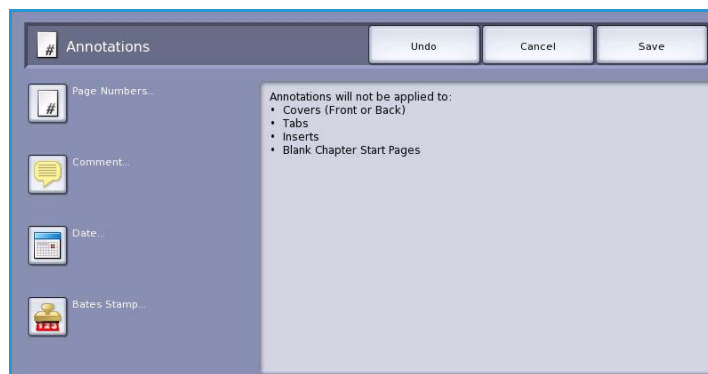 # Annotations
Undo
Cancel
Save
# Page Numbers...
Comment...
Date...
Bates Stamp...
Annotations will not be applied to:
• Covers (Front or Back)
• Tabs
• Inserts
• Blank Chapter Start Pages